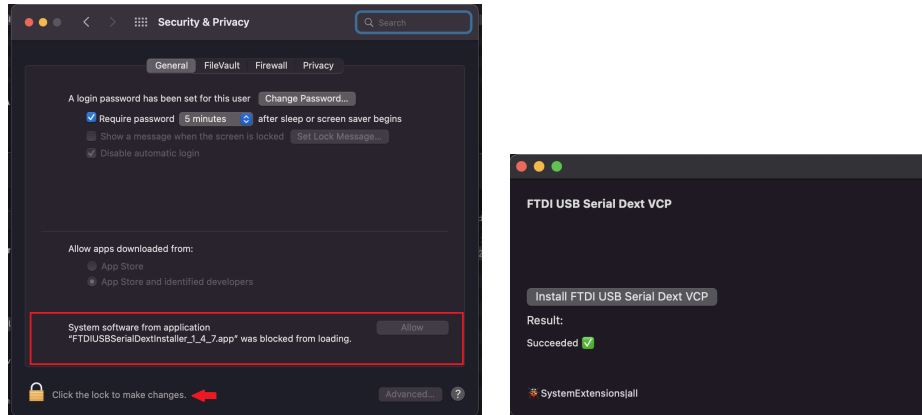 Security & Privacy
Search
General FileVault Firewall Privacy
A login password has been set for this user Change Password...
Require password 5 minutes after sleep or screen saver begins
Show a message when the screen is locked Set Lock Message...
Disable automatic login
Allow apps downloaded from:
App Store
App Store and identified developers
System software from application Allow
"FTDIUSBSerialDextInstaller_1_4_7.app" was blocked from loading.
Click the lock to make changes. Advanced... ?
FTDI USB Serial Dext VCP
Install FTDI USB Serial Dext VCP
Result:
Succeeded ✅
SystemExtensions|all